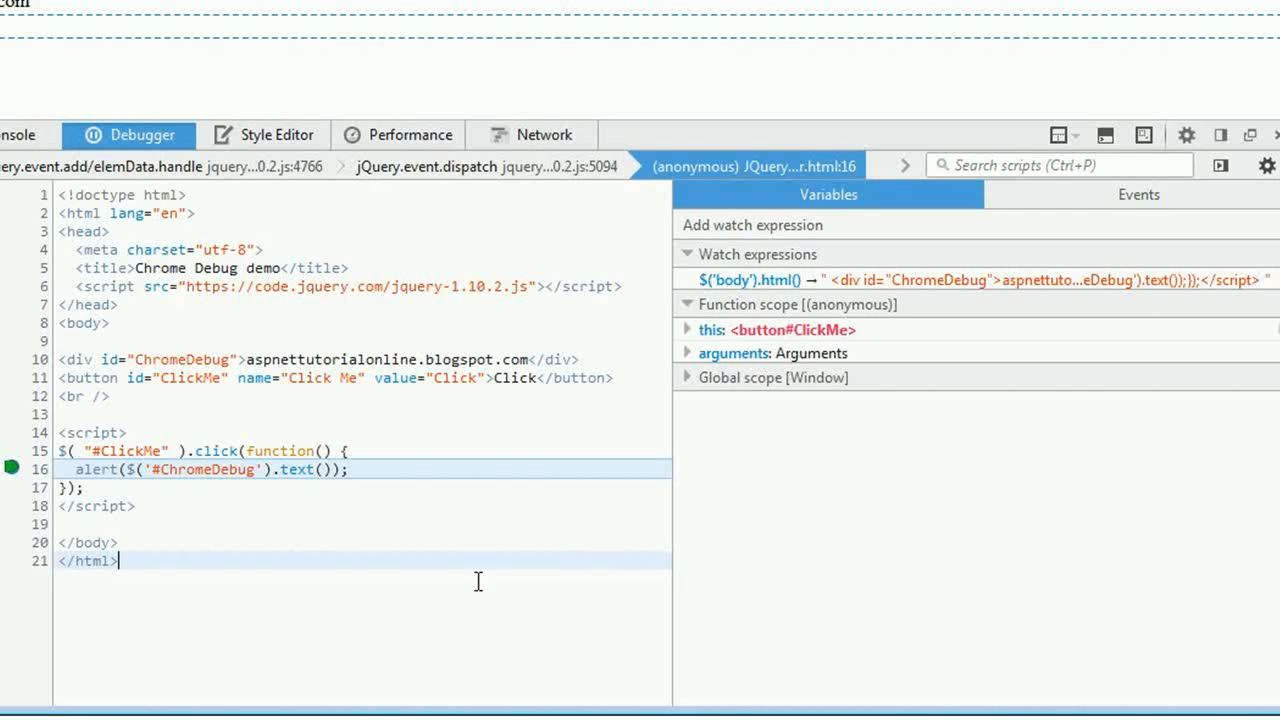 com
nsole Debugger Style Editor Performance Network
ery.event.add/elemData.handle jquery...0.2.js:4766 jQuery.event.dispatch jquery...0.2.js:5094 (anonymous) JQuery...r.html:16 Search scripts (Ctrl+P)
1 <!doctype html>
2 <html lang="en">
3 <head>
4 <meta charset="utf-8">
5 <title>Chrome Debug demo</title>
6 <script src="https://code.jquery.com/jquery-1.10.2.js"></script>
7 </head>
8 <body>
9
10 <div id="ChromeDebug">aspnettutorialonline.blogspot.com</div>
11 <button id="ClickMe" name="Click Me" value="Click">Click</button>
12 <br />
13
14 <script>
15 $( "#ClickMe" ).click(function() {
16 alert($('#ChromeDebug').text());
17 });
18 </script>
19
20 </body>
21 </html>
Variables Events
Add watch expression
Watch expressions
$('body').html() → " <div id="ChromeDebug">aspnettuto...eDebug').text());});</script> "
Function scope [(anonymous)]
this: <button#ClickMe>
arguments: Arguments
Global scope [Window]